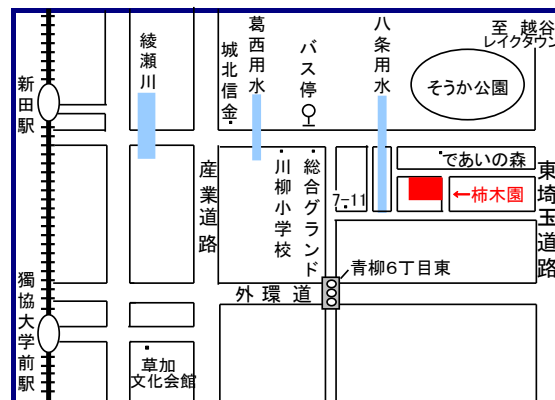 至 越谷
レイクタウン
新田駅
綾瀬川
城北信金
葛西用水
バス停
八条用水
そうか公園
であいの森
←柿木園
東埼玉道路
産業道路
川柳小学校
総合グランド
7-11
青柳6丁目東
外環道
獨協大学前駅
草加
文化会館